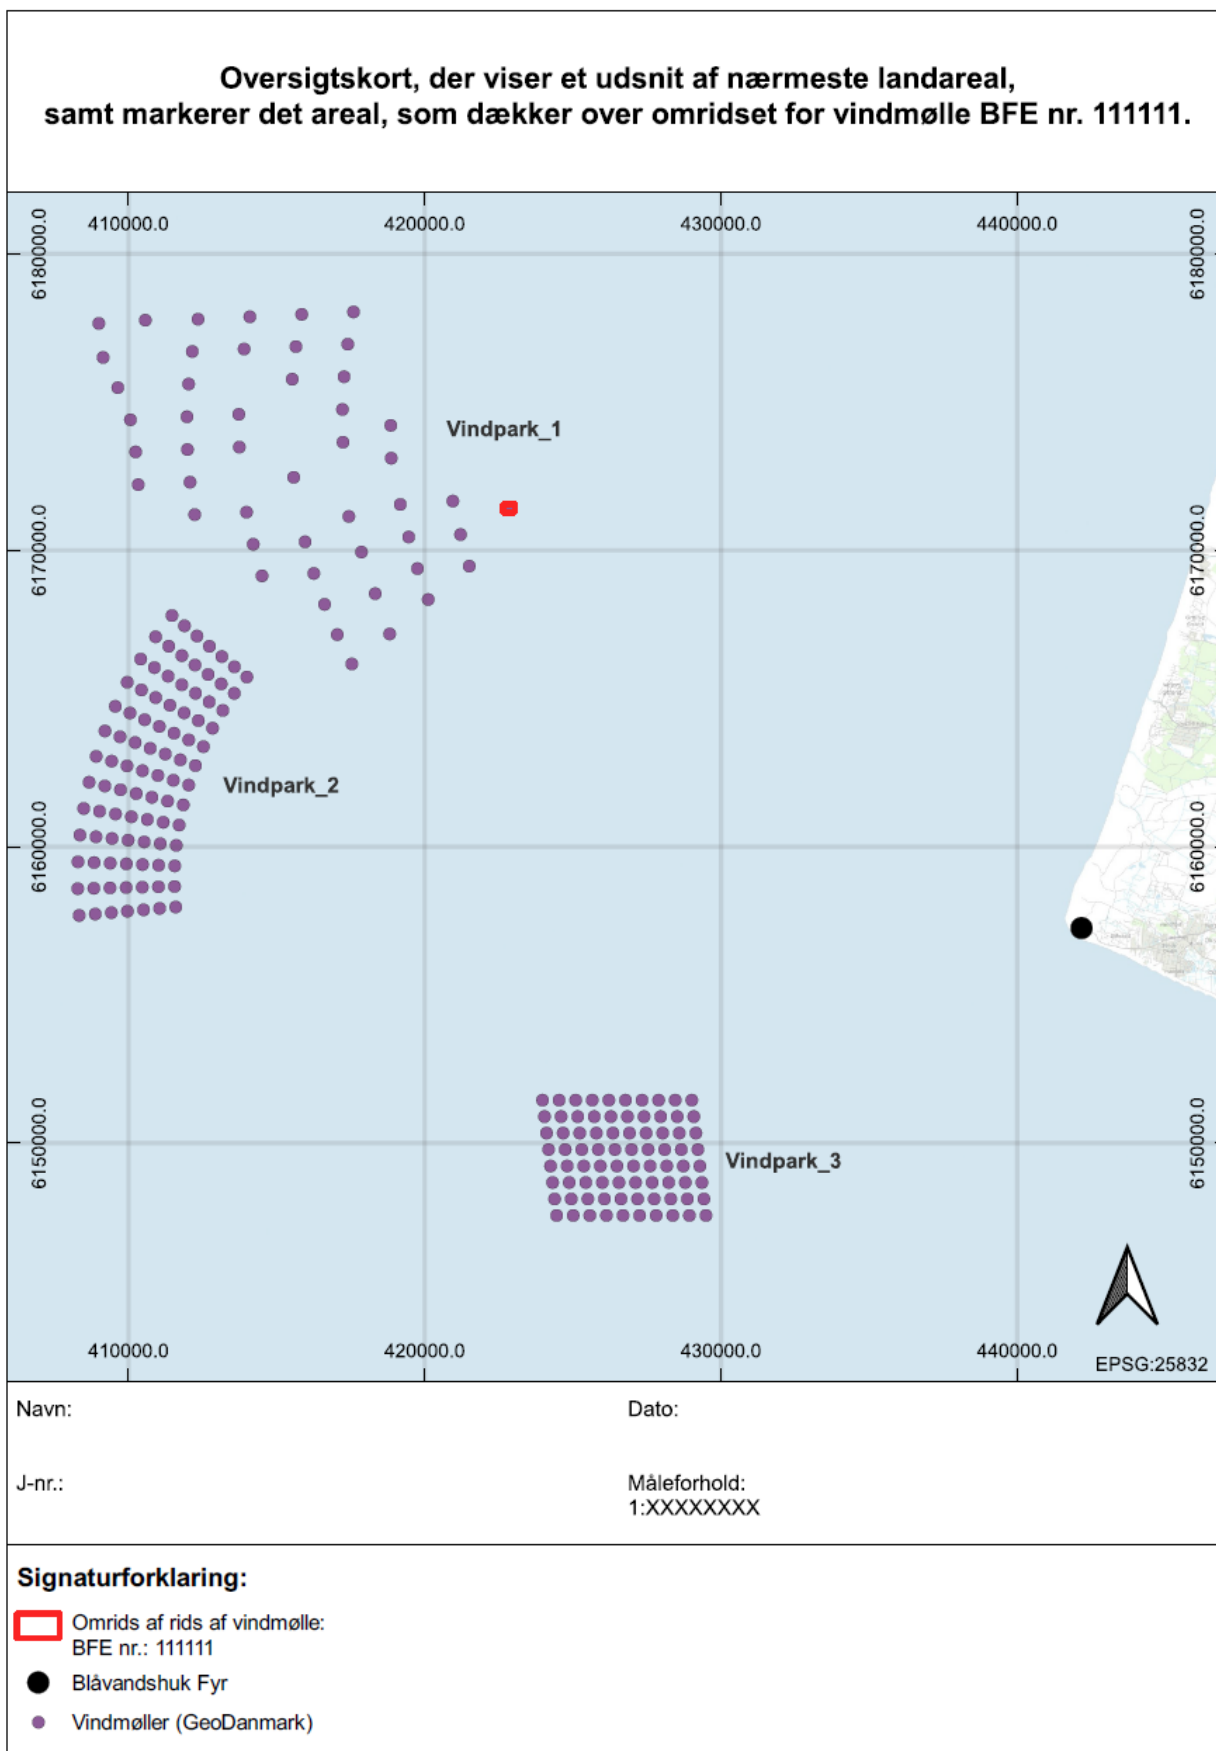 Oversigtskort, der viser et udsnit af nærmeste landareal,
samt markerer det areal, som dækker over omridset for vindmølle BFE nr. 111111.
410000.0 420000.0 430000.0 440000.0
6180000.0 6180000.0
Vindpark_1
6170000.0 6170000.0
Vindpark_2
6160000.0 6160000.0
6150000.0 6150000.0
Vindpark_3
410000.0 420000.0 430000.0 440000.0
EPSG:25832
Navn: Dato:
J-nr.: Måleforhold:
1:XXXXXXXX
Signaturforklaring:
Omrids af rids af vindmølle:
BFE nr.: 111111
Blåvandshuk Fyr
Vindmøller (GeoDanmark)